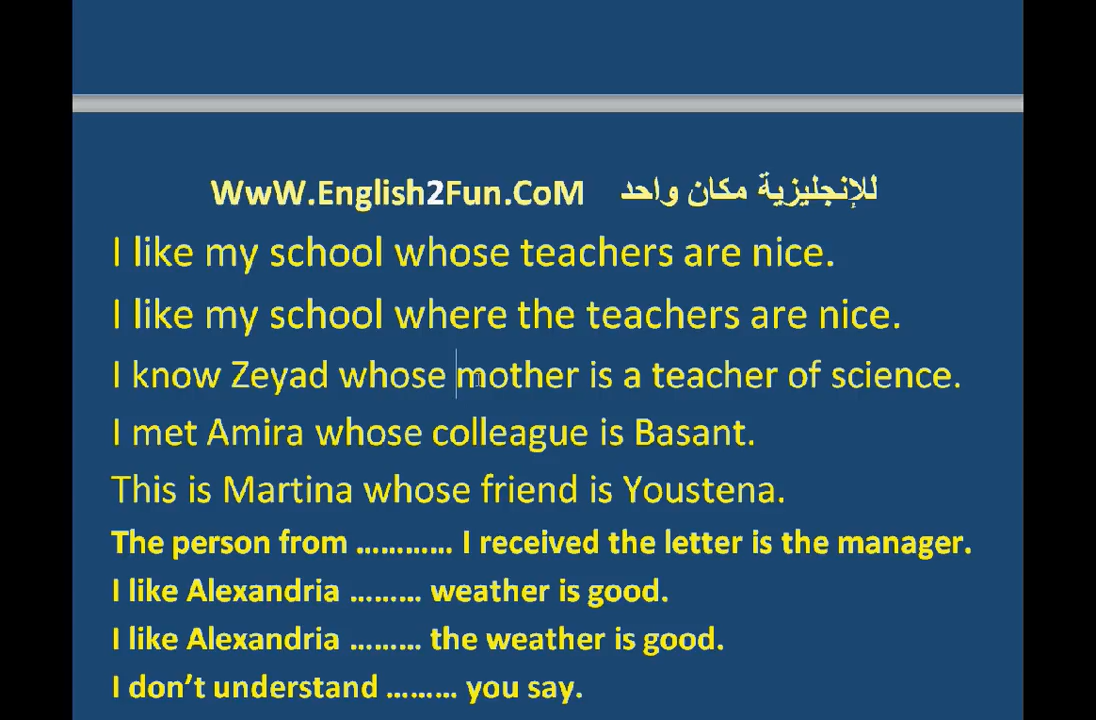 WwW.English2Fun.CoM للإنجليزية مكان واحد
I like my school whose teachers are nice.
I like my school where the teachers are nice.
I know Zeyad whose mother is a teacher of science.
I met Amira whose colleague is Basant.
This is Martina whose friend is Youstena.
The person from ………… I received the letter is the manager.
I like Alexandria ……… weather is good.
I like Alexandria ……… the weather is good.
I don’t understand ……… you say.